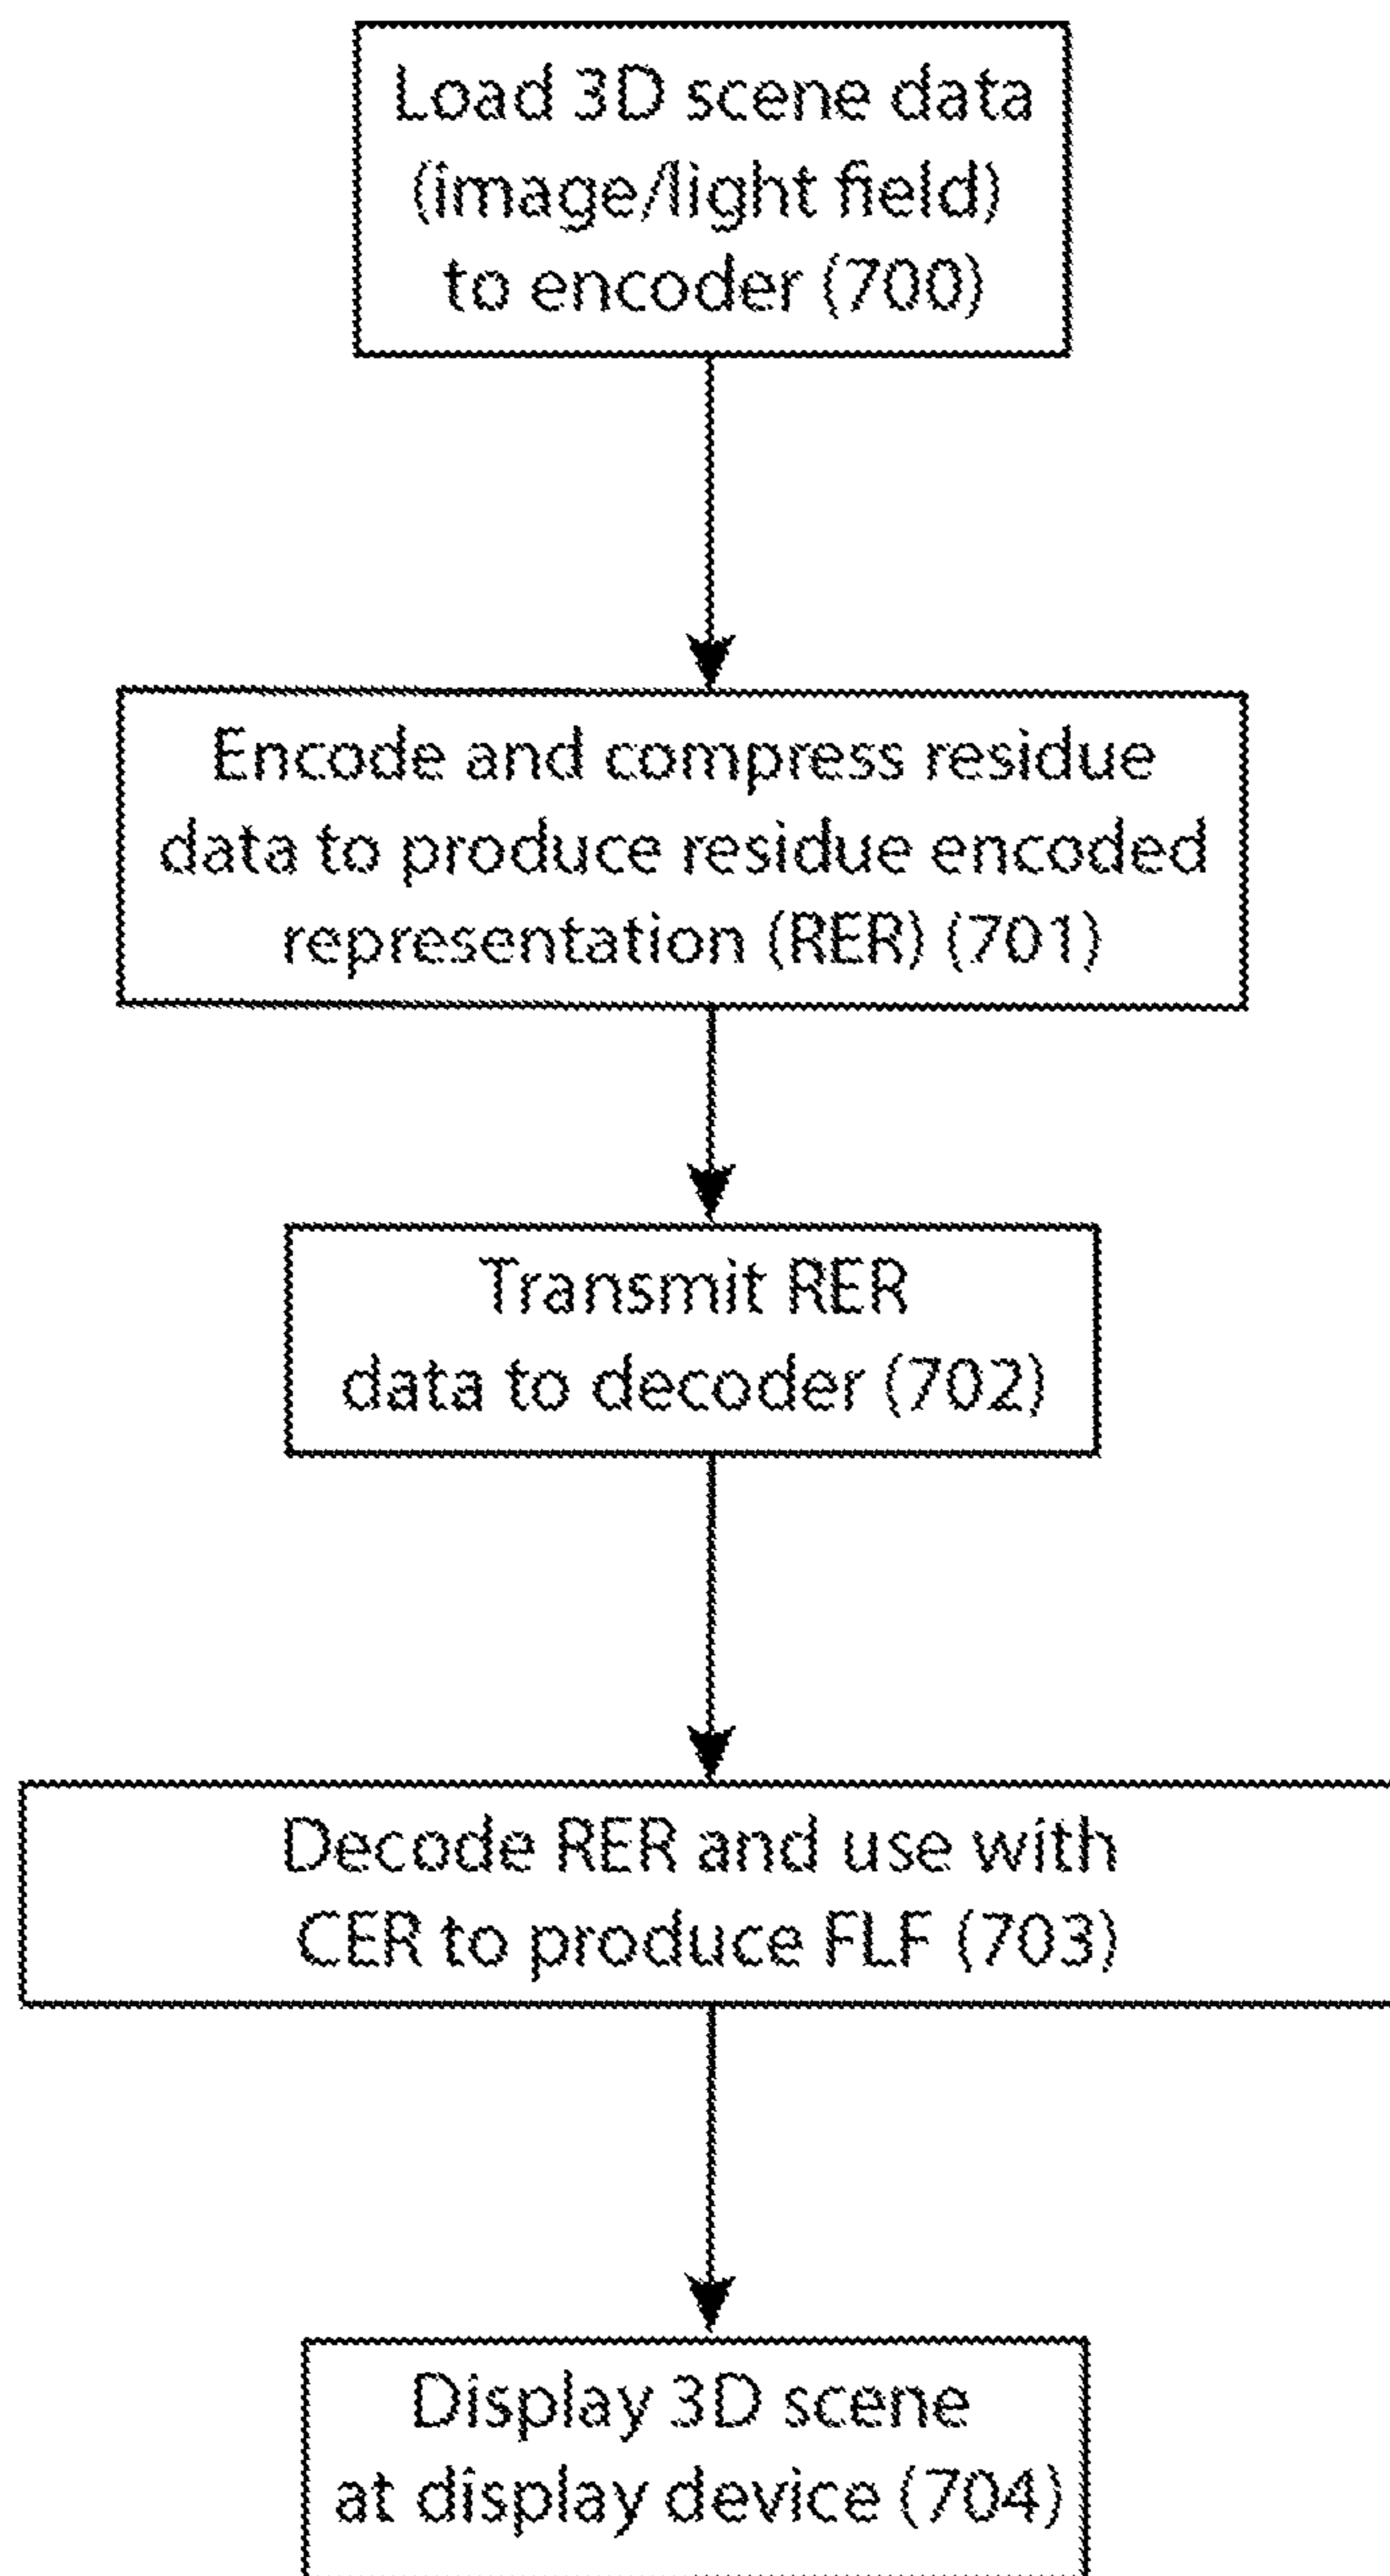 Load 3D scene data
(image/light field)
to encoder (700)
Encode and compress residue
data to produce residue encoded
representation (RER) (701)
Transmit RER
data to decoder (702)
Decode RER and use with
CER to produce FLF (703)
Display 3D scene
at display device (704)